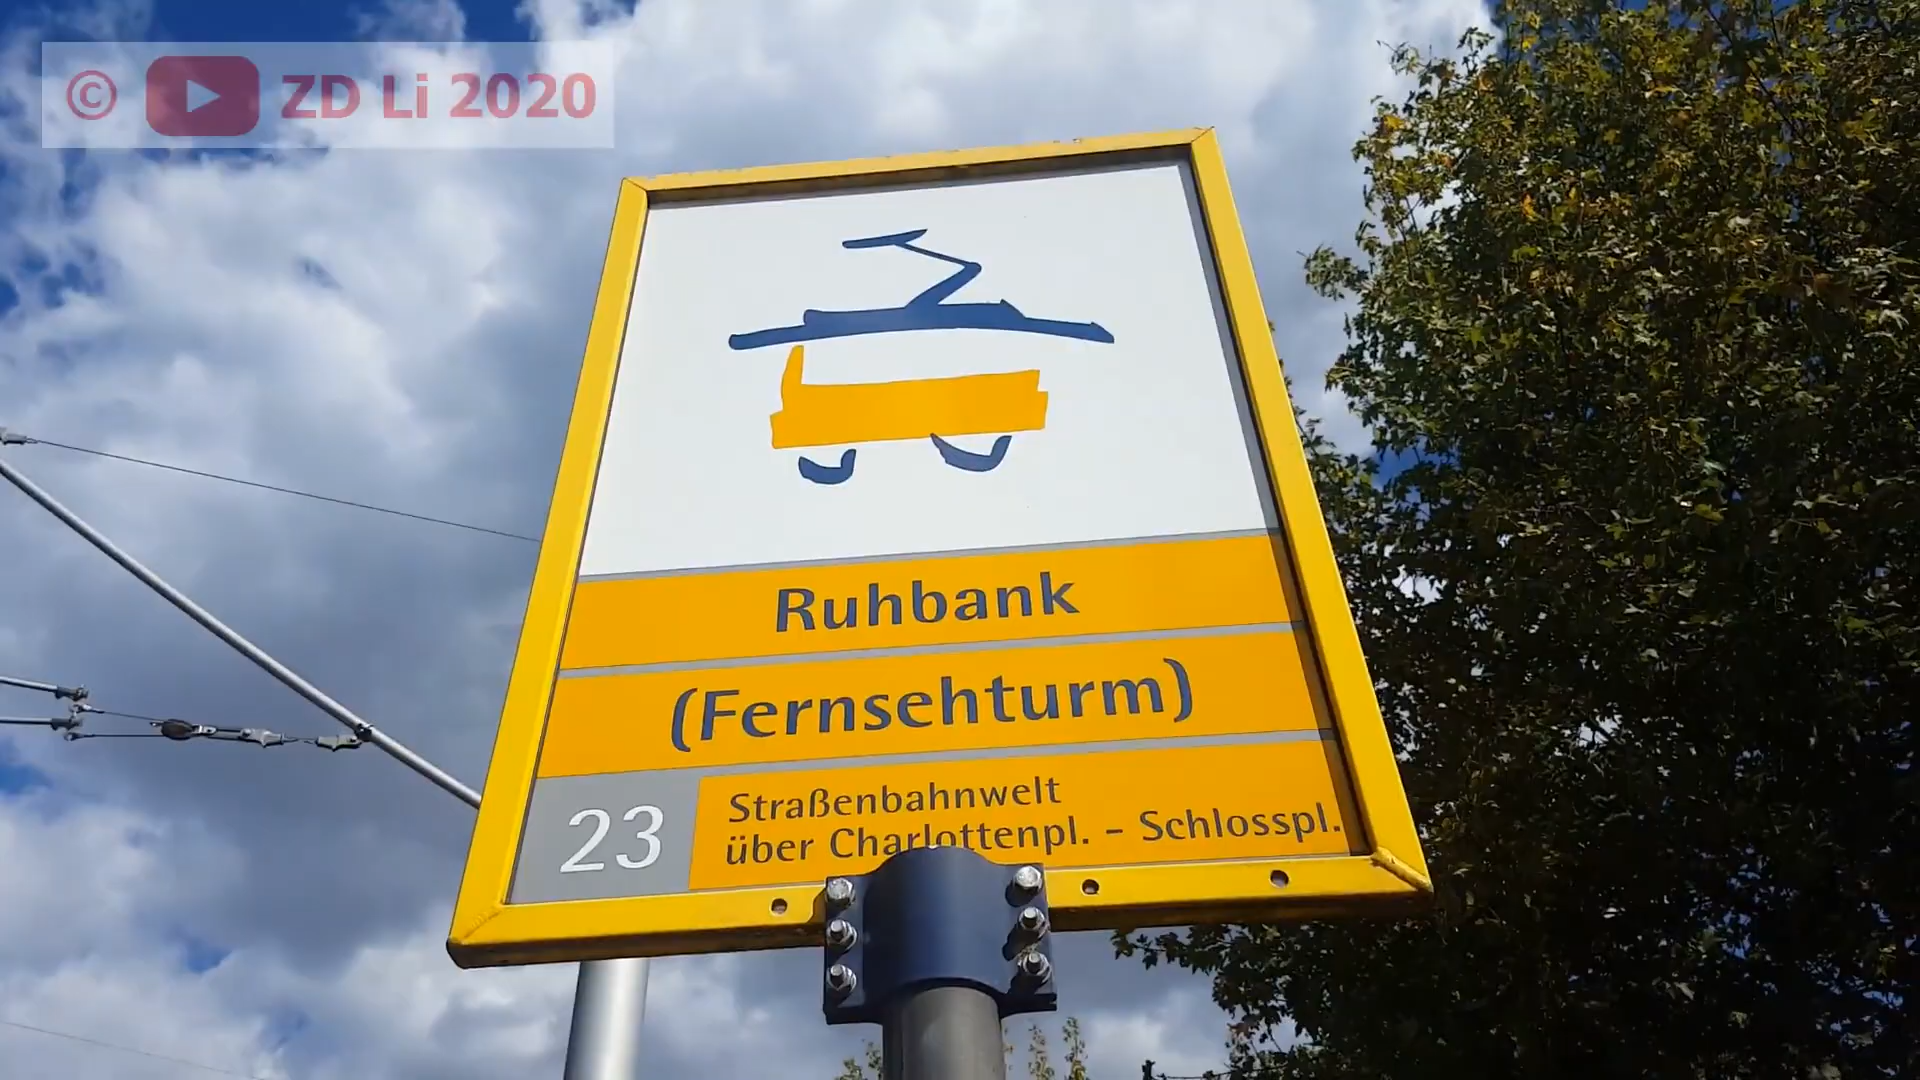 © ZD Li 2020
Ruhbank
(Fernsehturm)
23
Straßenbahnwelt
über Charlottenpl. – Schlosspl.